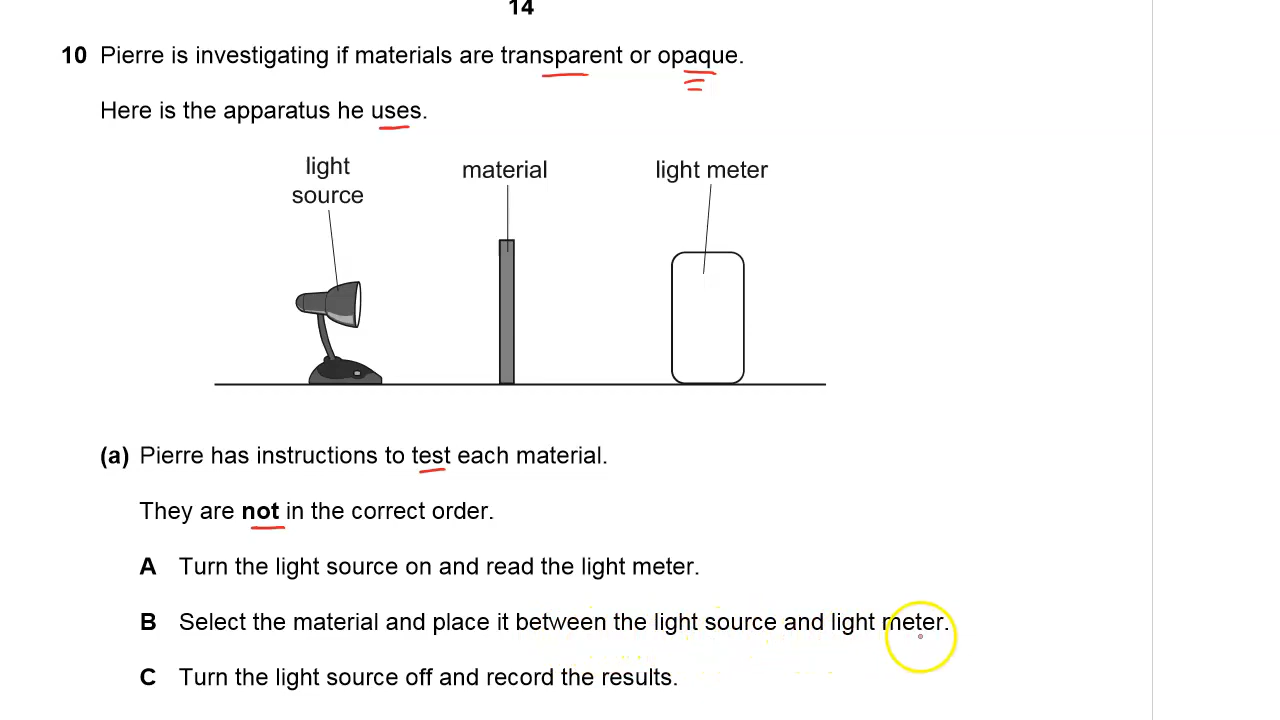 14
10 Pierre is investigating if materials are transparent or opaque.
Here is the apparatus he uses.
light source
material
light meter
(a) Pierre has instructions to test each material.
They are not in the correct order.
A Turn the light source on and read the light meter.
B Select the material and place it between the light source and light meter.
C Turn the light source off and record the results.